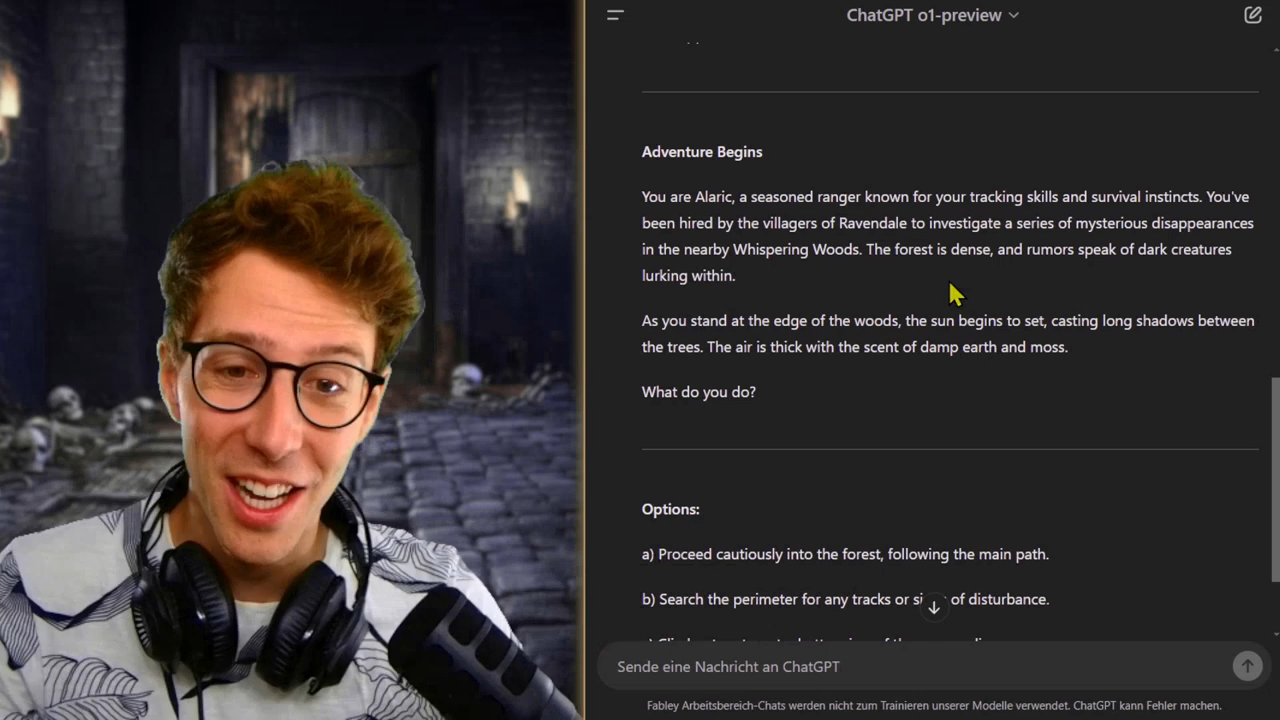 ChatGPT o1-preview
Adventure Begins
You are Alaric, a seasoned ranger known for your tracking skills and survival instincts. You've
been hired by the villagers of Ravendale to investigate a series of mysterious disappearances
in the nearby Whispering Woods. The forest is dense, and rumors speak of dark creatures
lurking within.
As you stand at the edge of the woods, the sun begins to set, casting long shadows between
the trees. The air is thick with the scent of damp earth and moss.
What do you do?
Options:
a) Proceed cautiously into the forest, following the main path.
b) Search the perimeter for any tracks or of disturbance.
Sende eine Nachricht an ChatGPT
Fabley Arbeitsbereich-Chats werden nicht zum Trainieren unserer Modelle verwendet. ChatGPT kann Fehler machen.